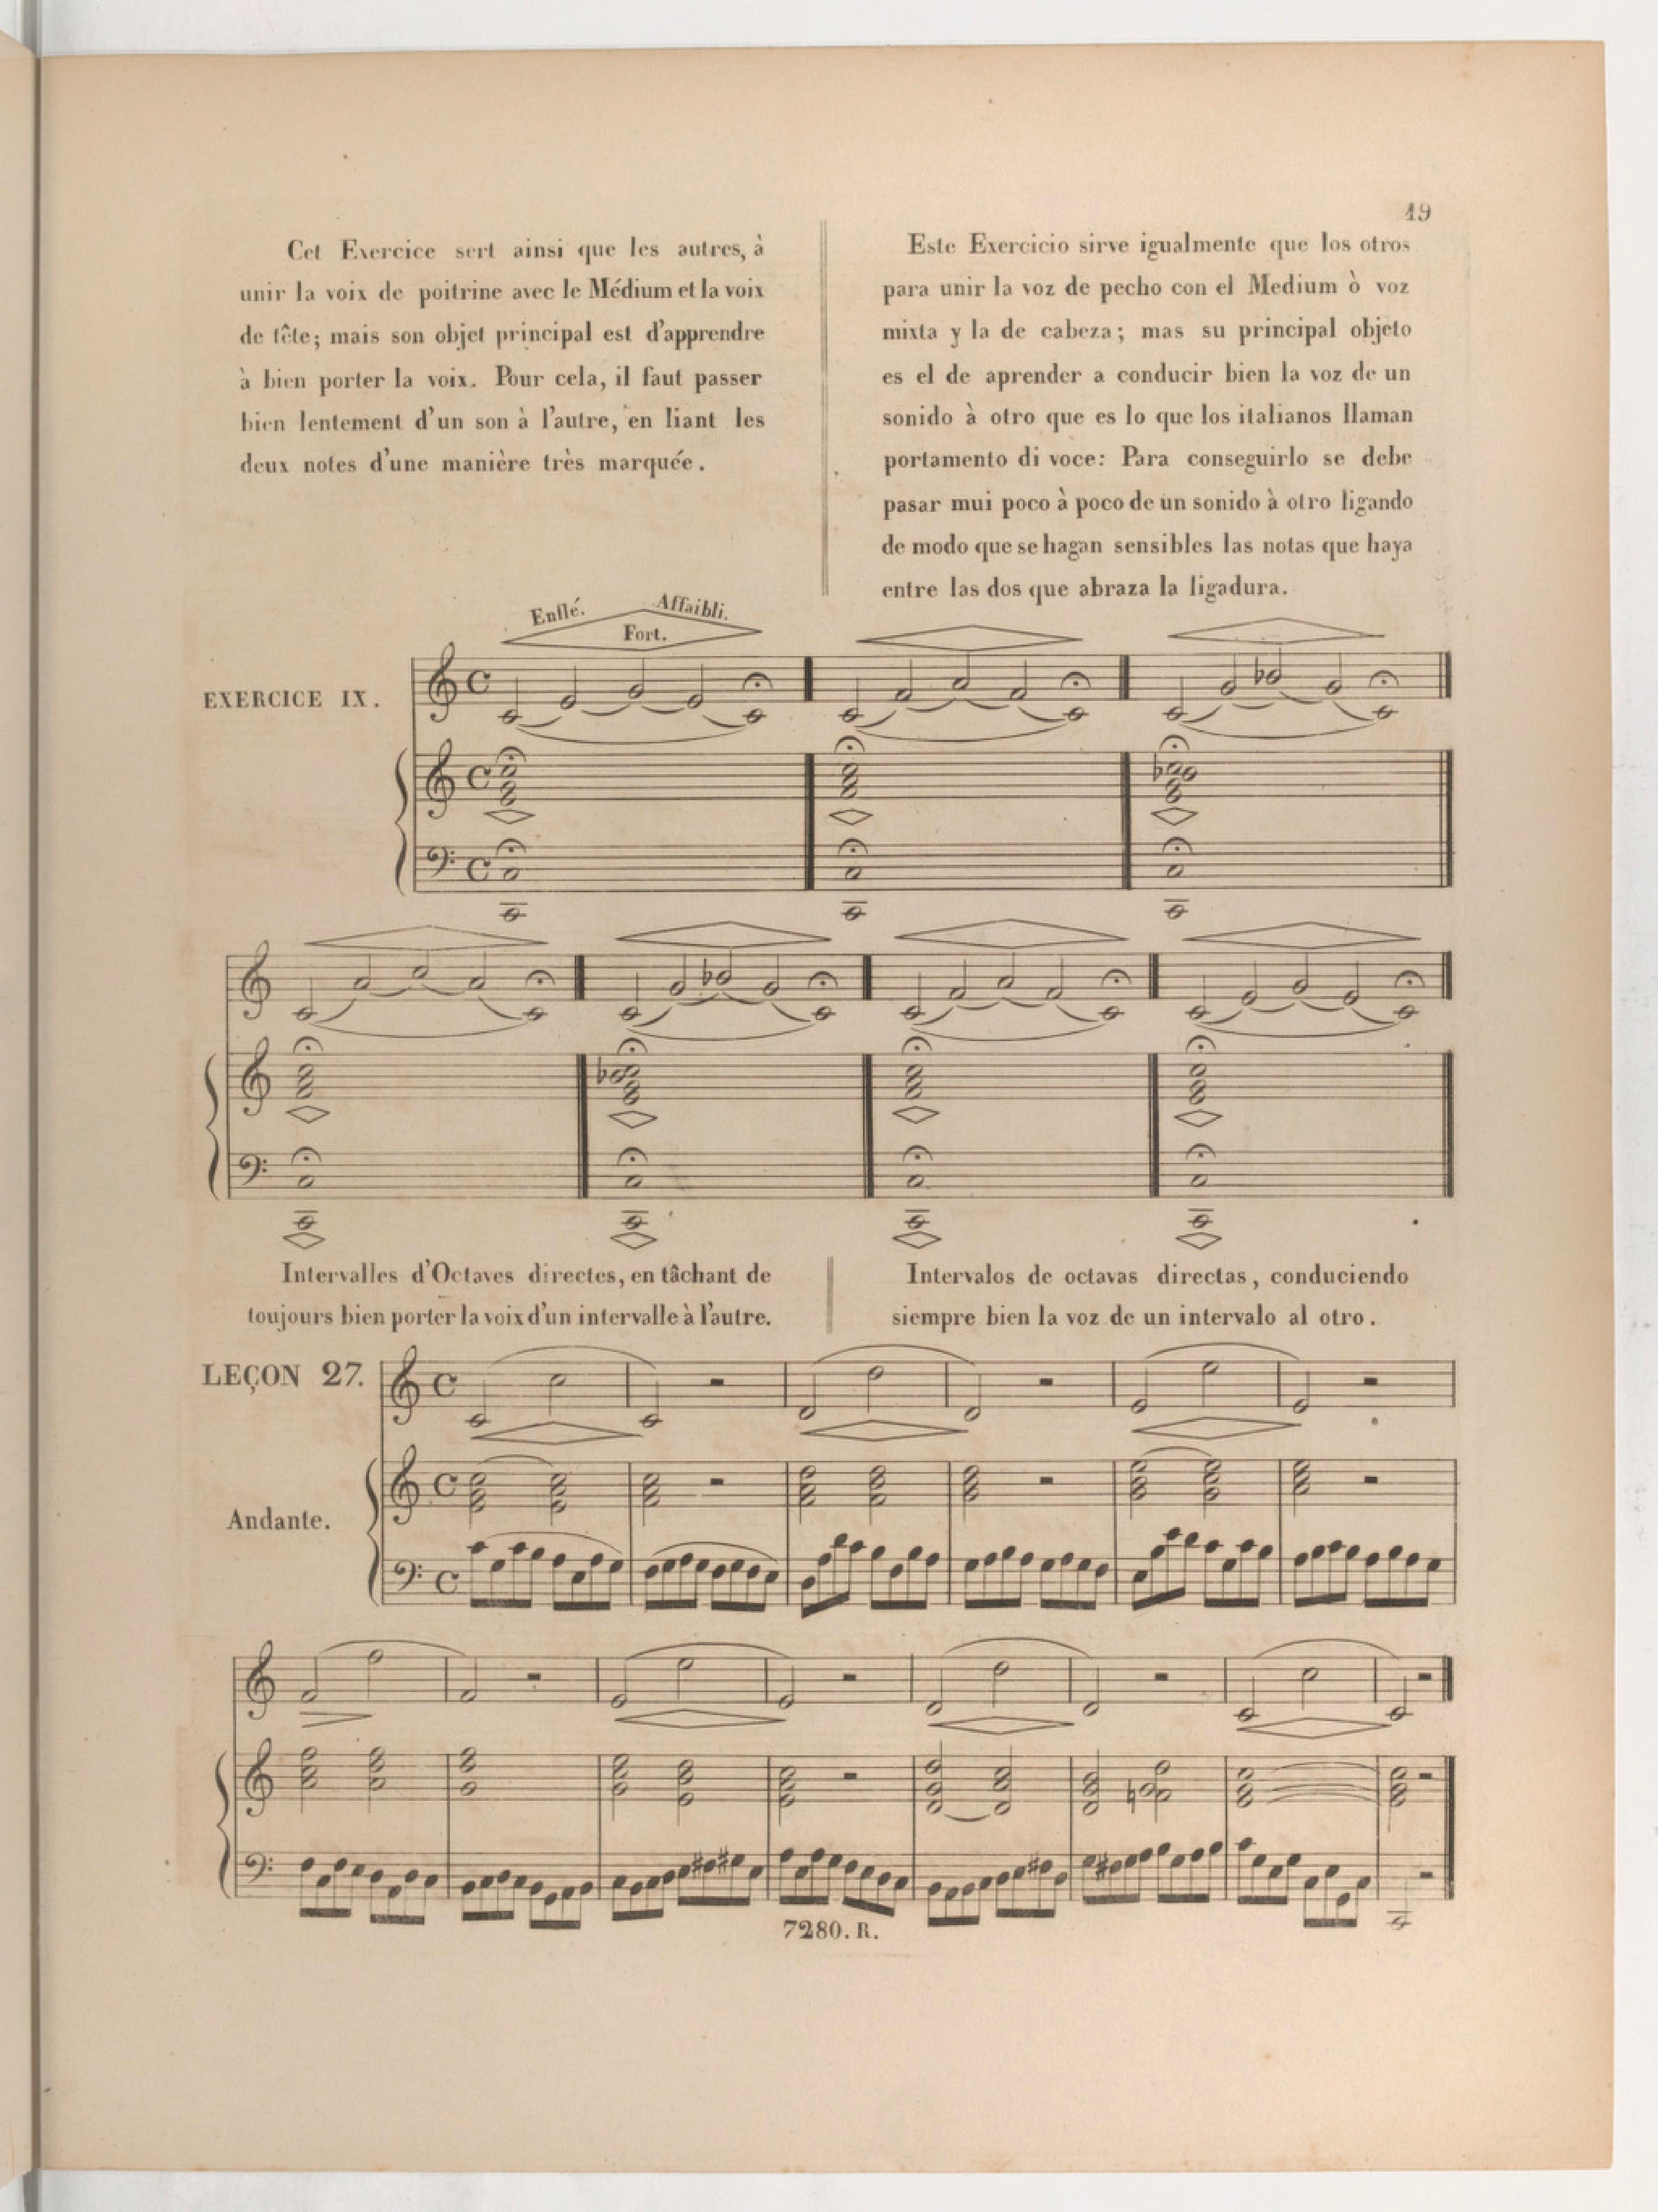 19
Cet Exercice sert ainsi que les autres, à
unir la voix de poitrine avec le Médium et la voix
de tête; mais son objet principal est d'apprendre
à bien porter la voix. Pour cela, il faut passer
bien lentement d'un son à l'autre, en liant les
deux notes d'une manière très marquée.
Este Exercicio sirve igualmente que los otros
para unir la voz de pecho con el Medium ò voz
mixta y la de cabeza; mas su principal objeto
es el de aprender a conducir bien la voz de un
sonido à otro que es lo que los italianos llaman
portamento di voce: Para conseguirlo se debe
pasar mui poco à poco de un sonido à otro ligando
de modo que se hagan sensibles las notas que haya
entre las dos que abraza la ligadura.
Enflé. Affaibli.
Fort.
EXERCICE IX.
Intervalles d'Octaves directes, en tâchant de
toujours bien porter la voix d'un intervalle à l'autre.
Intervalos de octavas directas, conduciendo
siempre bien la voz de un intervalo al otro.
LEÇON 27.
Andante.
7280. R.